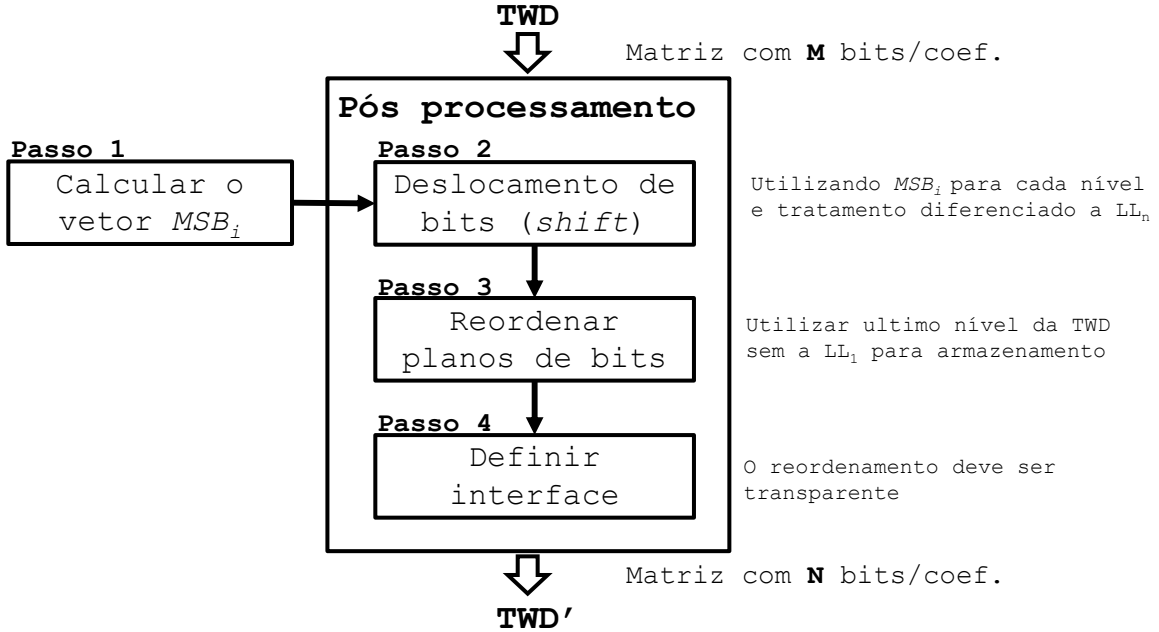 TWD
Matriz com M bits/coef.
Pós processamento
Passo 1
Calcular o
vetor MSBᵢ
Passo 2
Deslocamento de
bits (shift)
Utilizando MSBᵢ para cada nível
e tratamento diferenciado a LLₙ
Passo 3
Reordenar
planos de bits
Utilizar ultimo nível da TWD
sem a LL₁ para armazenamento
Passo 4
Definir
interface
O reordenamento deve ser
transparente
Matriz com N bits/coef.
TWD’